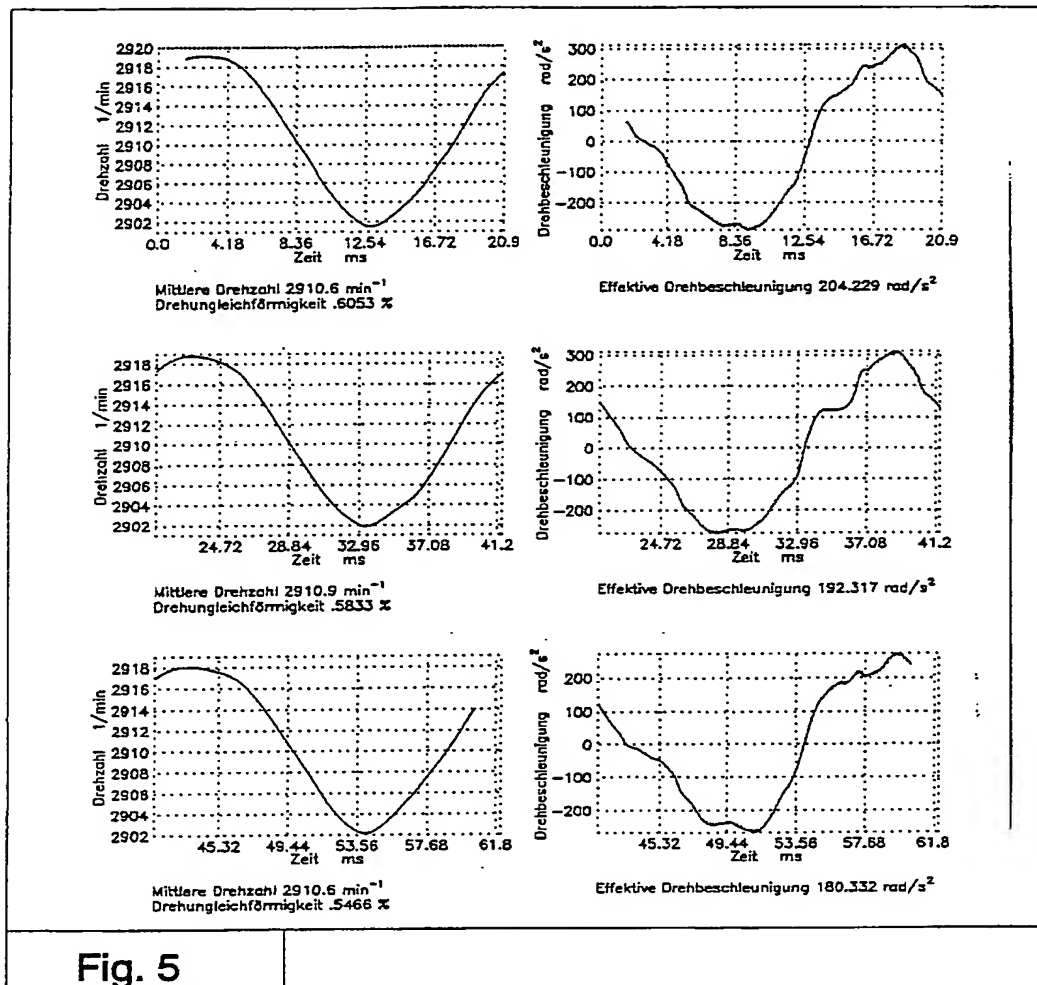 2920
2918
2916
2914
2912
2910
2908
2906
2904
2902
Drehzahl 1/min
0.0 4.18 8.36 12.54 16.72 20.9
Zeit ms
Mittlere Drehzahl 2910.6 min⁻¹
Drehungleichförmigkeit .6053 %
300
200
100
0
−100
−200
Drehbeschleunigung rad/s²
0.0 4.18 8.36 12.54 16.72 20.9
Zeit ms
Effektive Drehbeschleunigung 204.229 rad/s²
2918
2916
2914
2912
2910
2908
2906
2904
2902
Drehzahl 1/min
24.72 28.84 32.96 37.08 41.2
Zeit ms
Mittlere Drehzahl 2910.9 min⁻¹
Drehungleichförmigkeit .5833 %
300
200
100
0
−100
−200
Drehbeschleunigung rad/s²
24.72 28.84 32.96 37.08 41.2
Zeit ms
Effektive Drehbeschleunigung 192.317 rad/s²
2918
2916
2914
2912
2910
2908
2906
2904
2902
Drehzahl 1/min
45.32 49.44 53.56 57.68 61.8
Zeit ms
Mittlere Drehzahl 2910.6 min⁻¹
Drehungleichförmigkeit .5466 %
200
100
0
−100
−200
Drehbeschleunigung rad/s²
45.32 49.44 53.56 57.68 61.8
Zeit ms
Effektive Drehbeschleunigung 180.332 rad/s²
Fig. 5